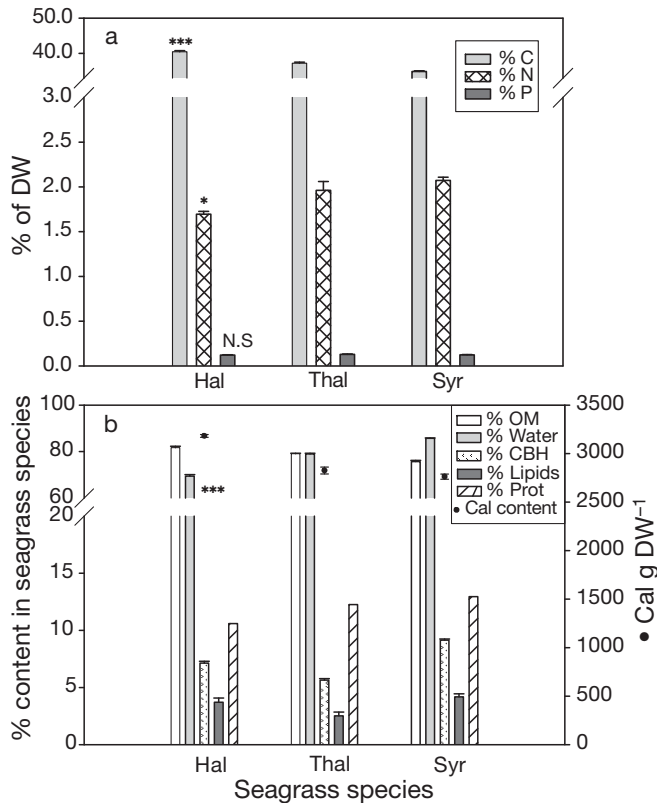 a
50.0
40.0
3.0
2.5
2.0
1.5
1.0
0.5
0.0
% of DW
***
*
N.S
% C
% N
% P
Hal Thal Syr
b
100
80
60
20
15
10
5
0
% content in seagrass species
***
% OM
% Water
% CBH
% Lipids
% Prot
• Cal content
3500
3000
2500
2000
1500
1000
500
0
• Cal g DW–1
Hal Thal Syr
Seagrass species